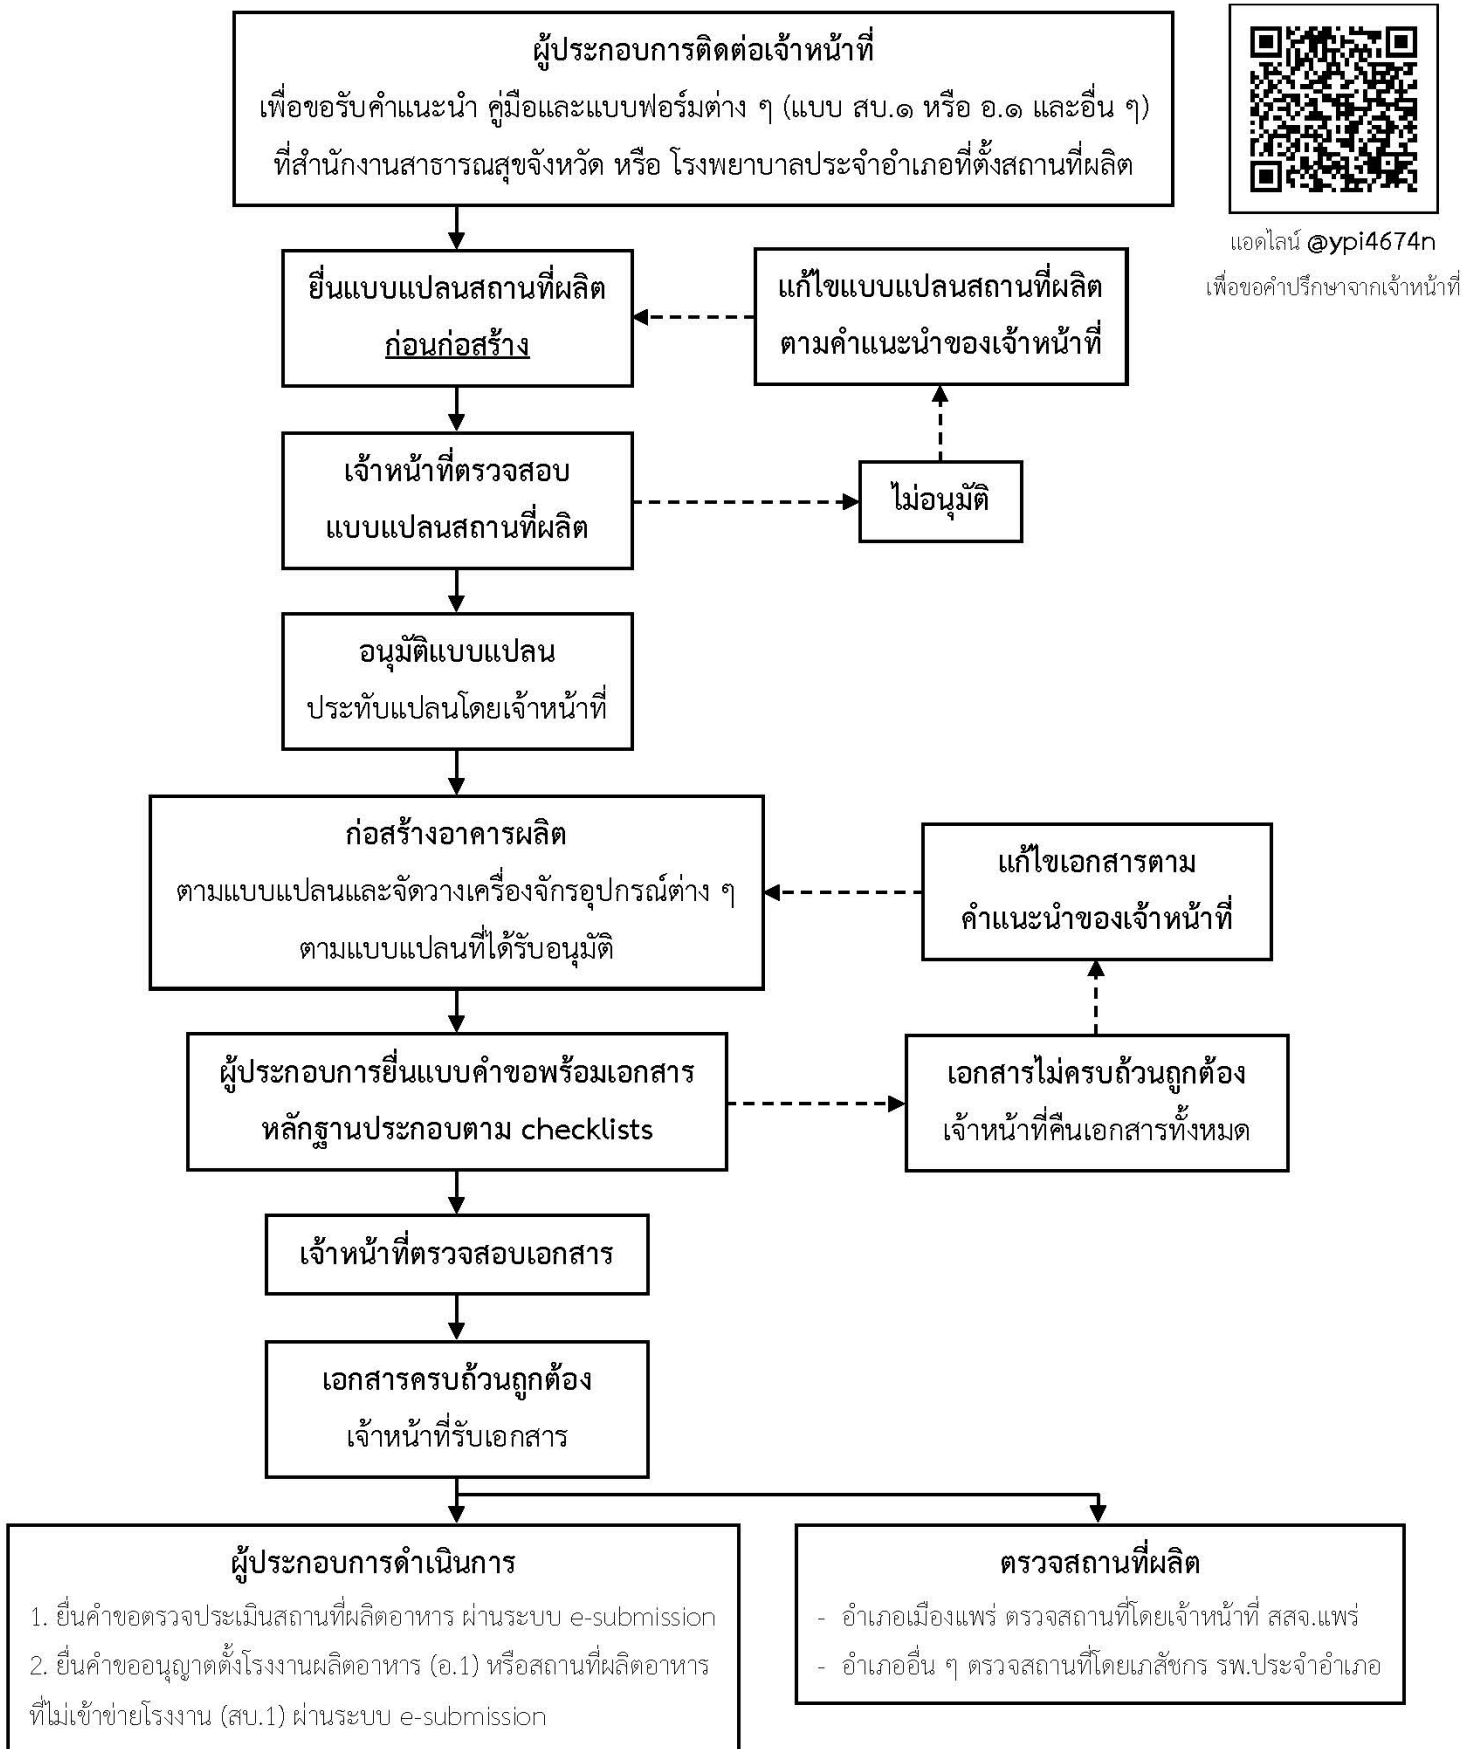 ผู้ประกอบการติดต่อเจ้าหน้าที่
เพื่อขอรับคำแนะนำ คู่มือและแบบฟอร์มต่าง ๆ (แบบ สบ.๑ หรือ อ.๑ และอื่น ๆ)
ที่สำนักงานสาธารณสุขจังหวัด หรือ โรงพยาบาลประจำอำเภอที่ตั้งสถานที่ผลิต
แอดไลน์ @ypi4674n
เพื่อขอคำปรึกษาจากเจ้าหน้าที่
ยื่นแบบแปลนสถานที่ผลิต
ก่อนก่อสร้าง
แก้ไขแบบแปลนสถานที่ผลิต
ตามคำแนะนำของเจ้าหน้าที่
เจ้าหน้าที่ตรวจสอบ
แบบแปลนสถานที่ผลิต
ไม่อนุมัติ
อนุมัติแบบแปลน
ประทับแปลนโดยเจ้าหน้าที่
ก่อสร้างอาคารผลิต
ตามแบบแปลนและจัดวางเครื่องจักรอุปกรณ์ต่าง ๆ
ตามแบบแปลนที่ได้รับอนุมัติ
แก้ไขเอกสารตาม
คำแนะนำของเจ้าหน้าที่
ผู้ประกอบการยื่นแบบคำขอพร้อมเอกสาร
หลักฐานประกอบตาม checklists
เอกสารไม่ครบถ้วนถูกต้อง
เจ้าหน้าที่คืนเอกสารทั้งหมด
เจ้าหน้าที่ตรวจสอบเอกสาร
เอกสารครบถ้วนถูกต้อง
เจ้าหน้าที่รับเอกสาร
ผู้ประกอบการดำเนินการ
1. ยื่นคำขอตรวจประเมินสถานที่ผลิตอาหาร ผ่านระบบ e-submission
2. ยื่นคำขออนุญาตตั้งโรงงานผลิตอาหาร (อ.1) หรือสถานที่ผลิตอาหาร
ที่ไม่เข้าข่ายโรงงาน (สบ.1) ผ่านระบบ e-submission
ตรวจสถานที่ผลิต
- อำเภอเมืองแพร่ ตรวจสถานที่โดยเจ้าหน้าที่ สสจ.แพร่
- อำเภออื่น ๆ ตรวจสถานที่โดยเภสัชกร รพ.ประจำอำเภอ